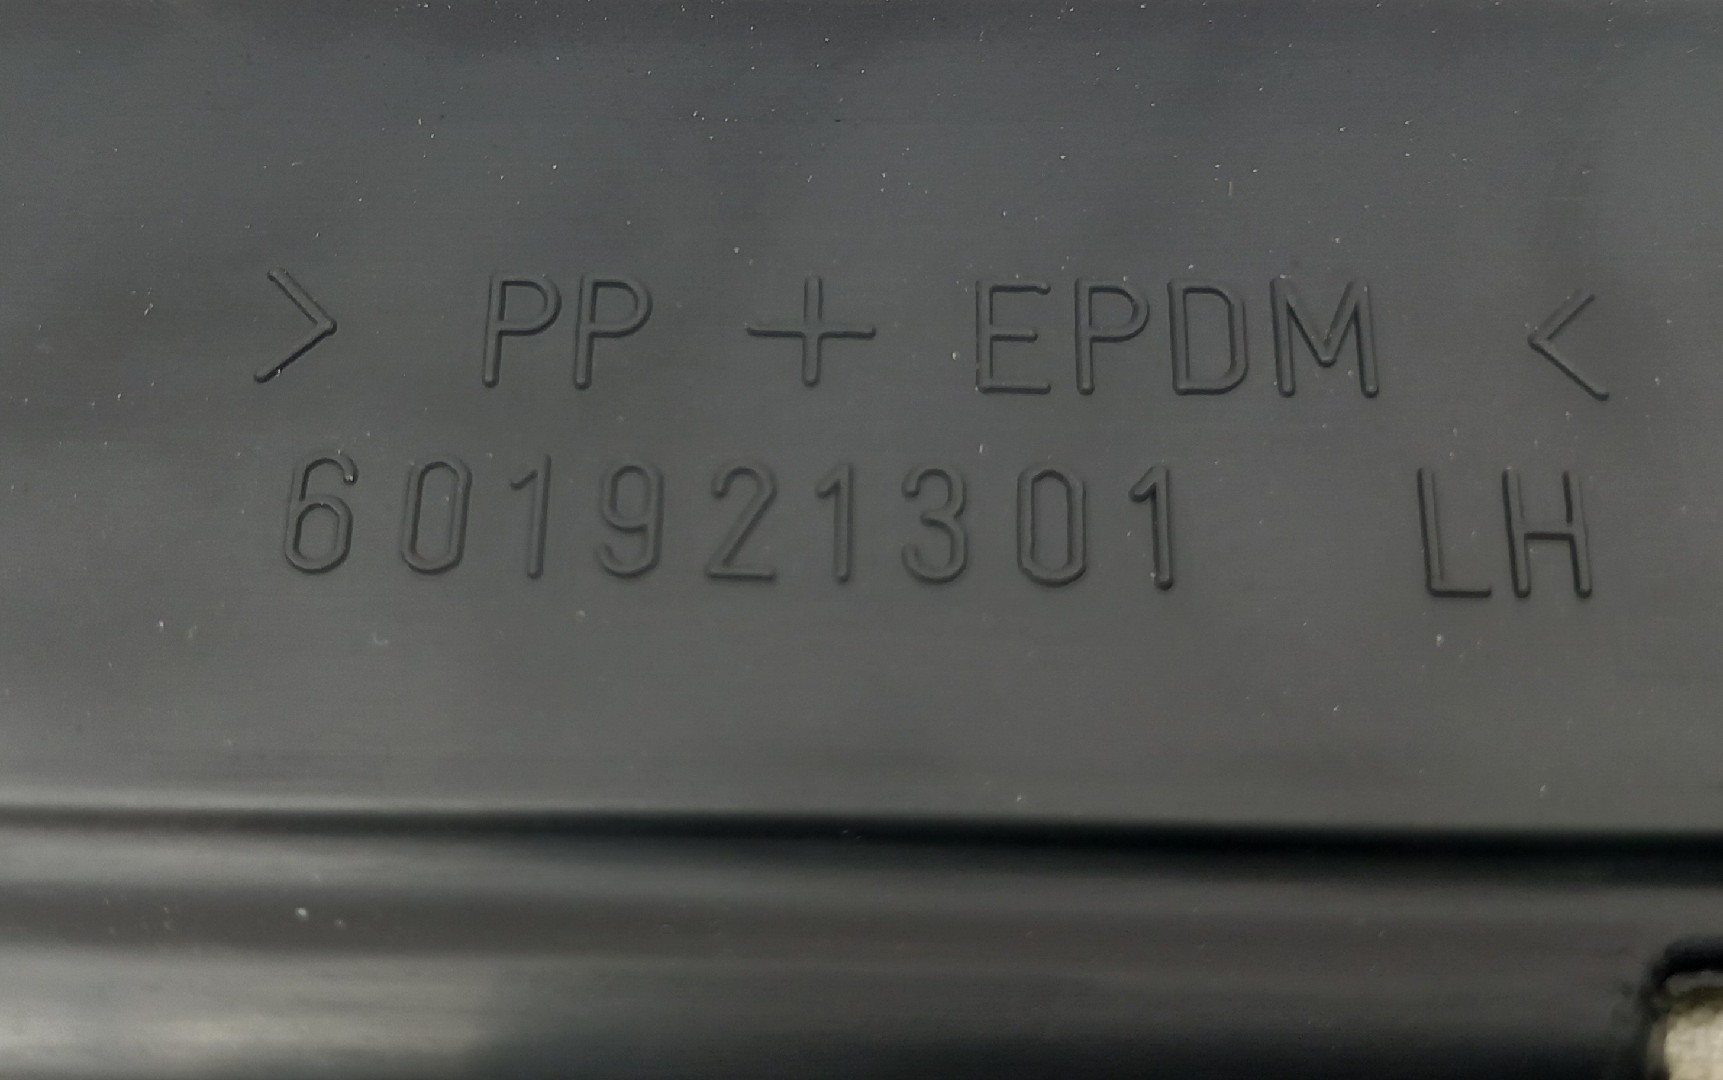 > PP + EPDM <
601921301 LH